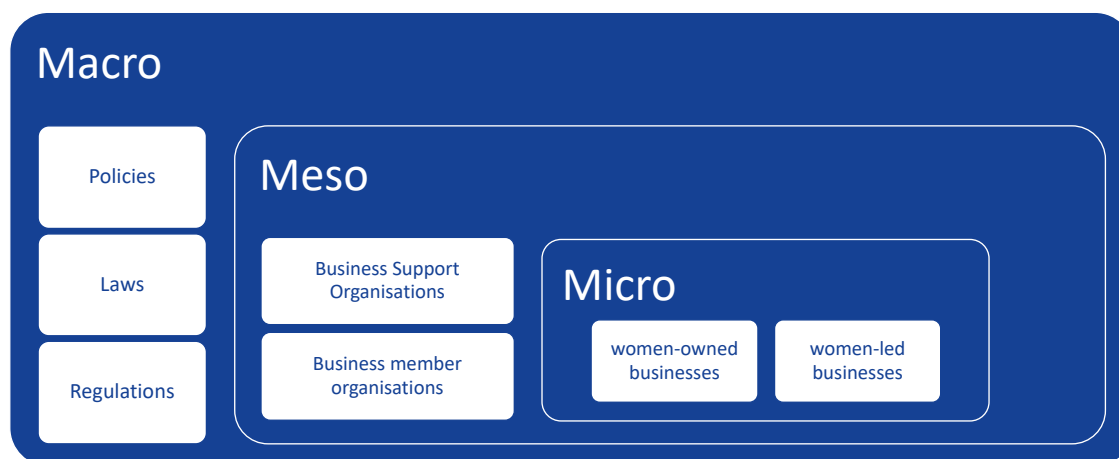 Macro
Policies
Laws
Regulations
Meso
Business Support
Organisations
Business member
organisations
Micro
women-owned
businesses
women-led
businesses